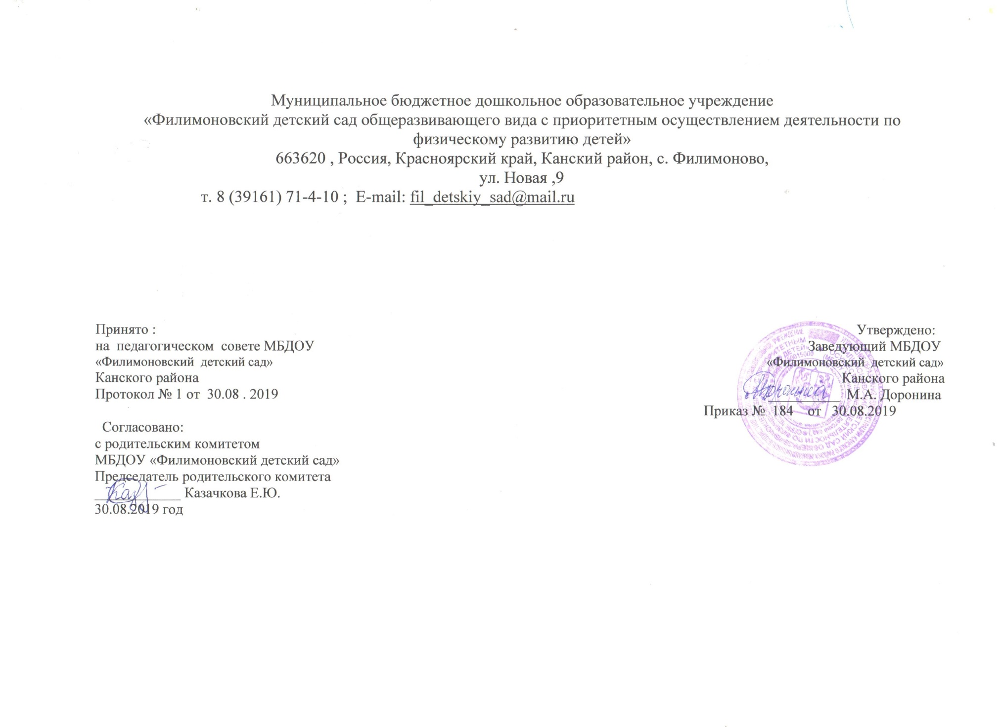 Муниципальное бюджетное дошкольное образовательное учреждение
«Филимоновский детский сад общеразвивающего вида с приоритетным осуществлением деятельности по
физическому развитию детей»
663620 , Россия, Красноярский край, Канский район, с. Филимоново,
ул. Новая ,9
т. 8 (39161) 71-4-10 ; E-mail: fil_detskiy_sad@mail.ru
Принято :
на педагогическом совете МБДОУ
«Филимоновский детский сад»
Канского района
Протокол № 1 от 30.08 . 2019
Согласовано:
с родительским комитетом
МБДОУ «Филимоновский детский сад»
Председатель родительского комитета
Казачкова Е.Ю.
30.08.2019 год
Утверждено:
Заведующий МБДОУ
«Филимоновский детский сад»
Канского района
М.А. Доронина
Приказ № 184 от 30.08.2019